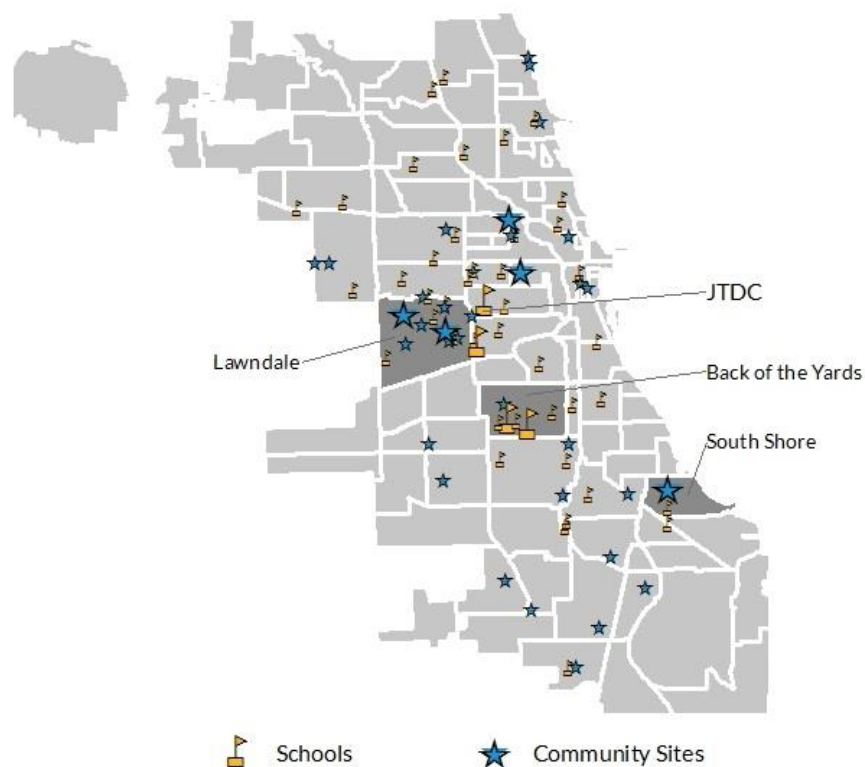 JTDC
Lawndale
Back of the Yards
South Shore
Schools
Community Sites